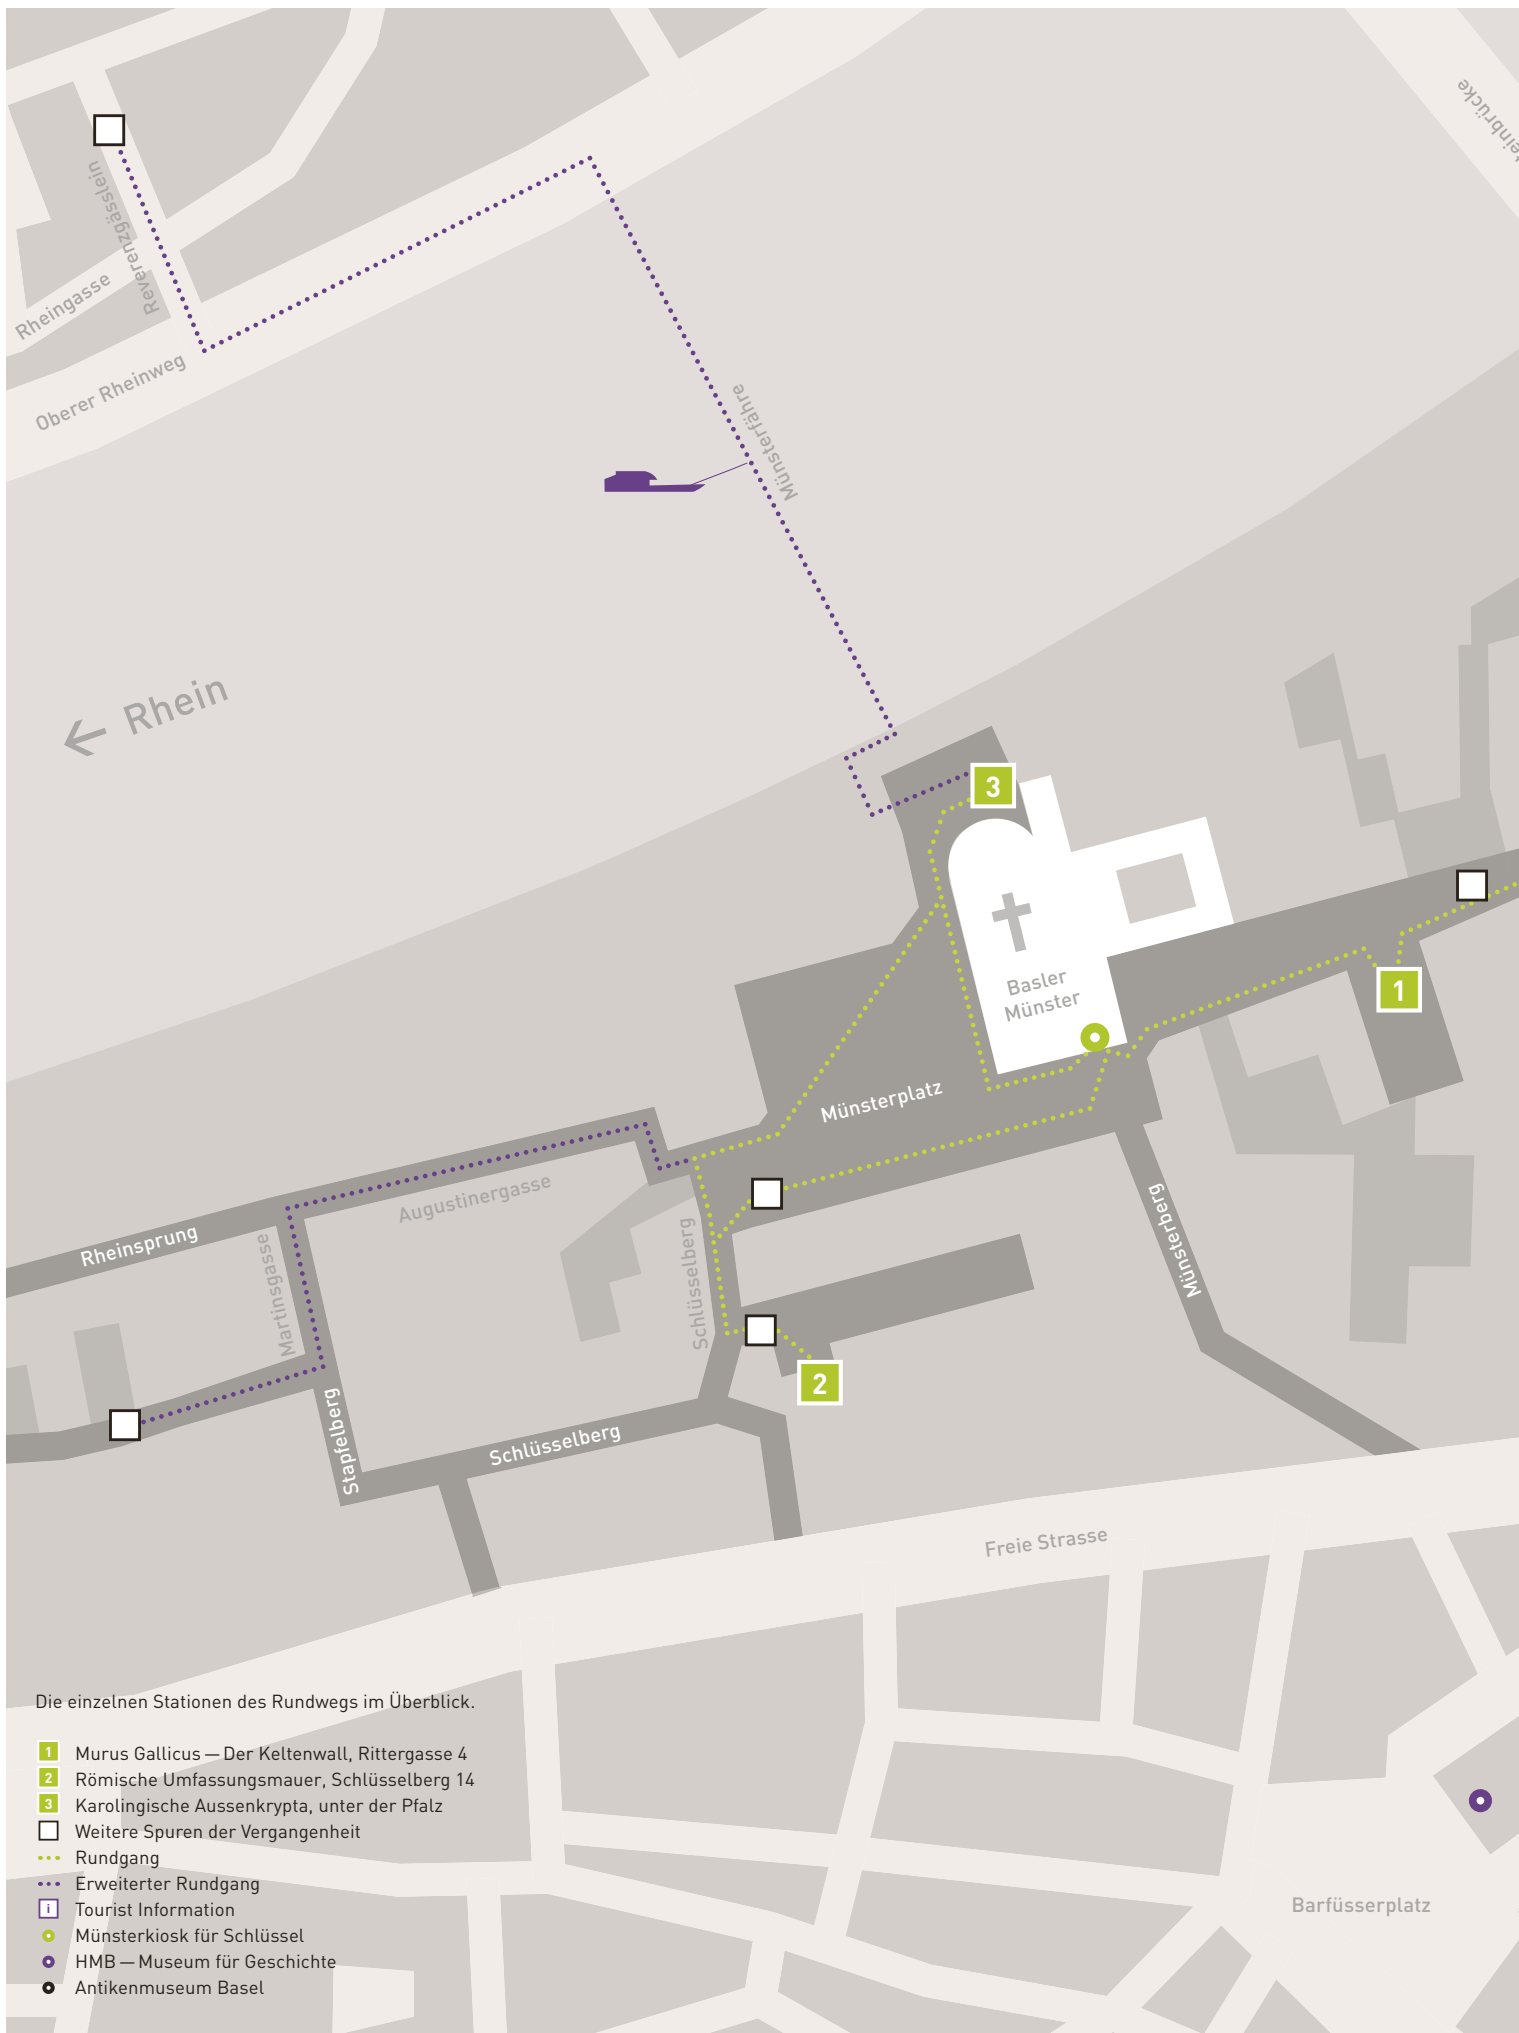 einbrücke
Reverenzgässlein
Rheingasse
Oberer Rheinweg
Münsterfähre
← Rhein
3
Basler
Münster
1
Münsterplatz
Augustinergasse
Rheinsprung
Martinsgasse
Schlüsselberg
Münsterberg
2
Stapfelberg
Schlüsselberg
Freie Strasse
Barfüsserplatz
Die einzelnen Stationen des Rundwegs im Überblick.
1 Murus Gallicus — Der Keltenwall, Rittergasse 4
2 Römische Umfassungsmauer, Schlüsselberg 14
3 Karolingische Aussenkrypta, unter der Pfalz
Weitere Spuren der Vergangenheit
Rundgang
Erweiterter Rundgang
i Tourist Information
Münsterkiosk für Schlüssel
HMB — Museum für Geschichte
Antikenmuseum Basel